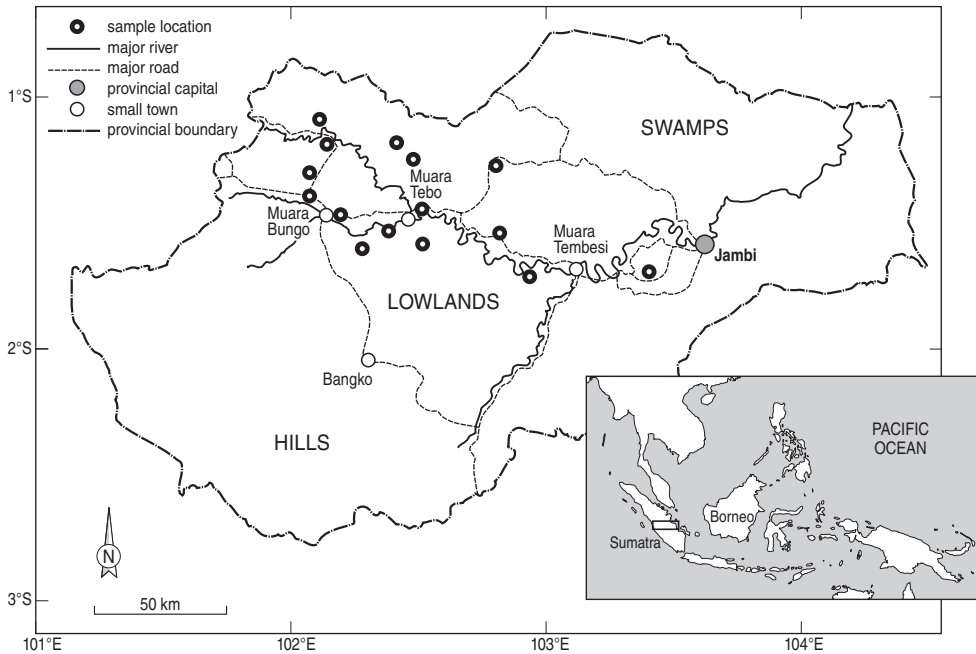 sample location
major river
major road
provincial capital
small town
provincial boundary
1°S
2°S
3°S
SWAMPS
Muara
Tebo
Muara
Bungo
Muara
Tembesi
Jambi
LOWLANDS
Bangko
HILLS
PACIFIC
OCEAN
Borneo
Sumatra
N
50 km
101°E
102°E
103°E
104°E